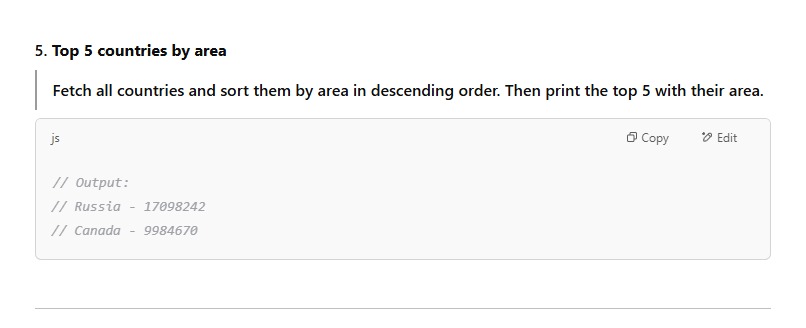 5. Top 5 countries by area
Fetch all countries and sort them by area in descending order. Then print the top 5 with their area.
js Copy Edit
// Output:
// Russia - 17098242
// Canada - 9984670